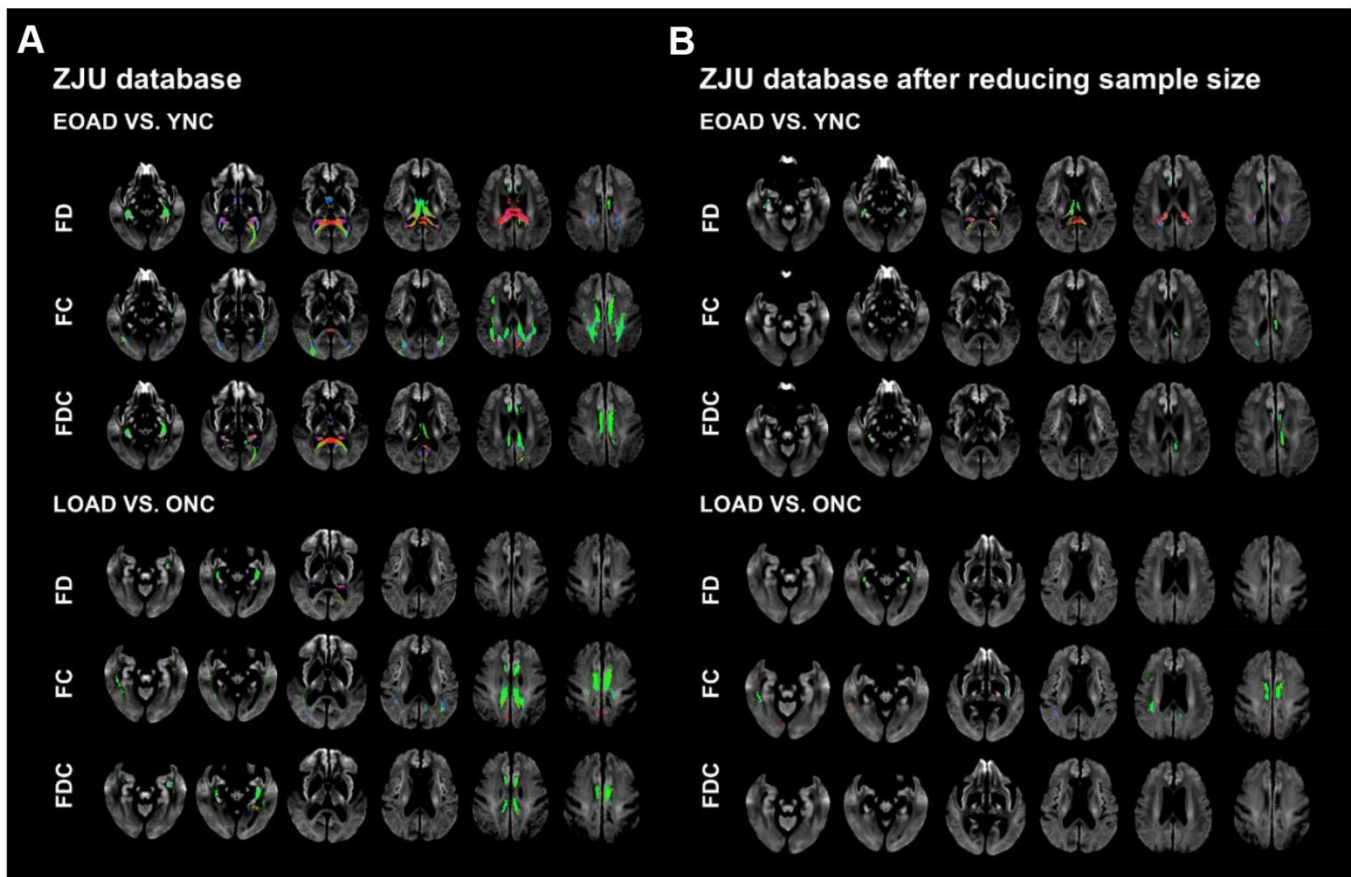 A
ZJU database
EOAD VS. YNC
FD
FC
FDC
LOAD VS. ONC
FD
FC
FDC
B
ZJU database after reducing sample size
EOAD VS. YNC
FD
FC
FDC
LOAD VS. ONC
FD
FC
FDC